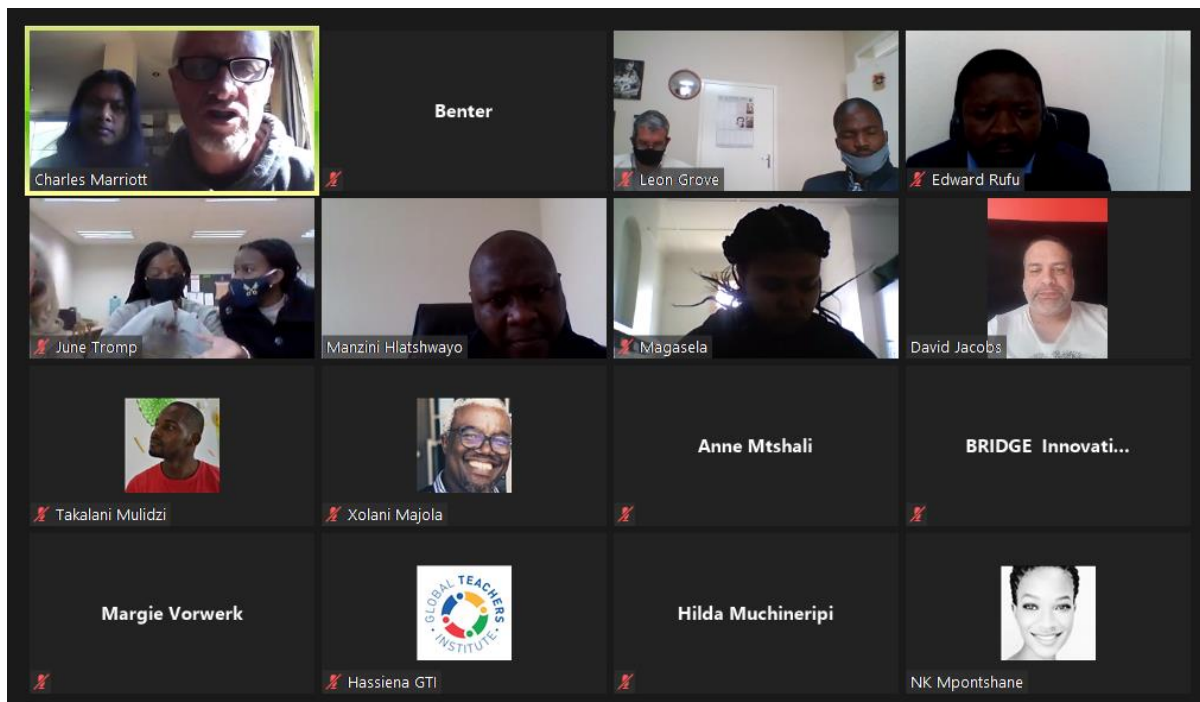 Charles Marriott
Benter
Leon Grove
Edward Rufu
June Tromp
Manzini Hlatshwayo
Magasela
David Jacobs
Takalani Mulidzi
Xolani Majola
Anne Mtshali
BRIDGE Innovati...
Margie Vorwerk
GLOBAL TEACHERS
INSTITUTE
Hassiena GTI
Hilda Muchineripi
NK Mpontshane